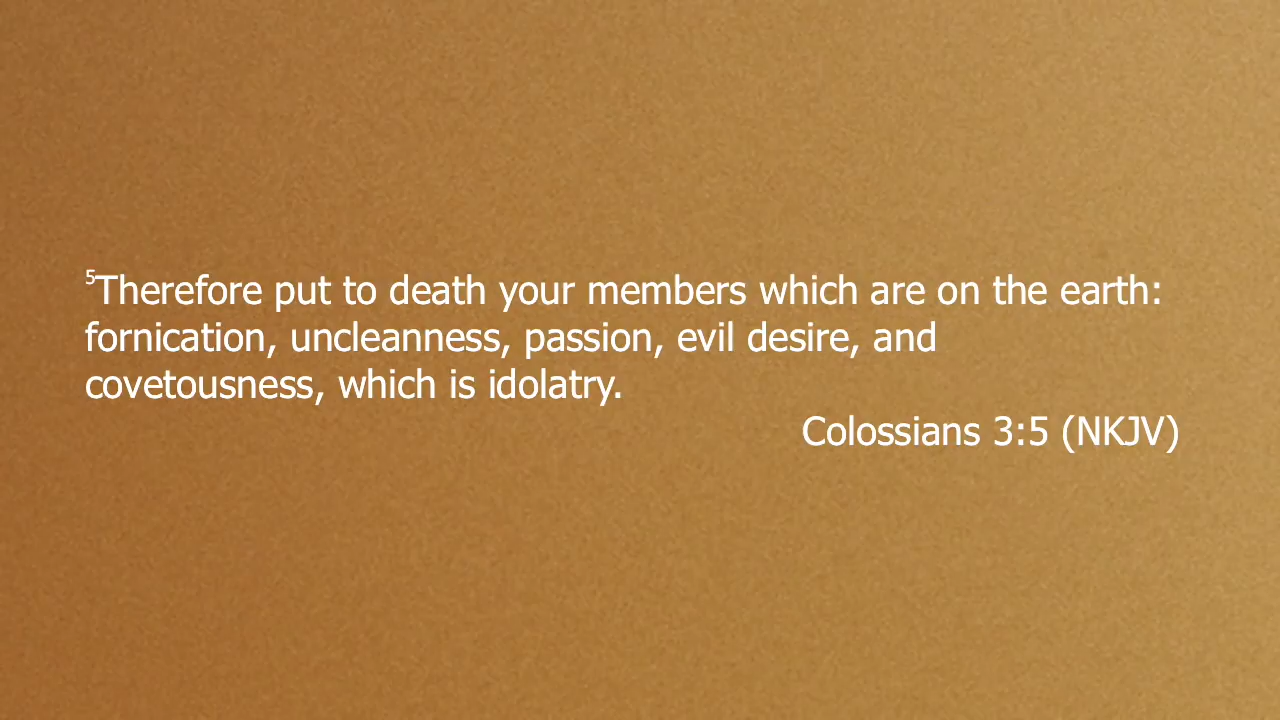 ⁵Therefore put to death your members which are on the earth:
fornication, uncleanness, passion, evil desire, and
covetousness, which is idolatry.
Colossians 3:5 (NKJV)